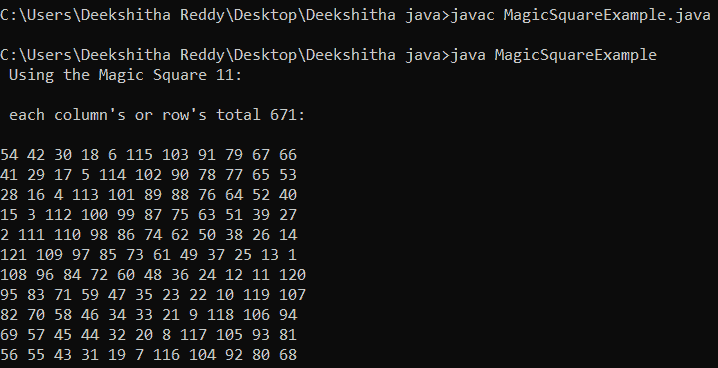 C:\Users\Deekshitha Reddy\Desktop\Deekshitha java>javac MagicSquareExample.java
C:\Users\Deekshitha Reddy\Desktop\Deekshitha java>java MagicSquareExample
Using the Magic Square 11:
each column's or row's total 671:
54 42 30 18 6 115 103 91 79 67 66
41 29 17 5 114 102 90 78 77 65 53
28 16 4 113 101 89 88 76 64 52 40
15 3 112 100 99 87 75 63 51 39 27
2 111 110 98 86 74 62 50 38 26 14
121 109 97 85 73 61 49 37 25 13 1
108 96 84 72 60 48 36 24 12 11 120
95 83 71 59 47 35 23 22 10 119 107
82 70 58 46 34 33 21 9 118 106 94
69 57 45 44 32 20 8 117 105 93 81
56 55 43 31 19 7 116 104 92 80 68